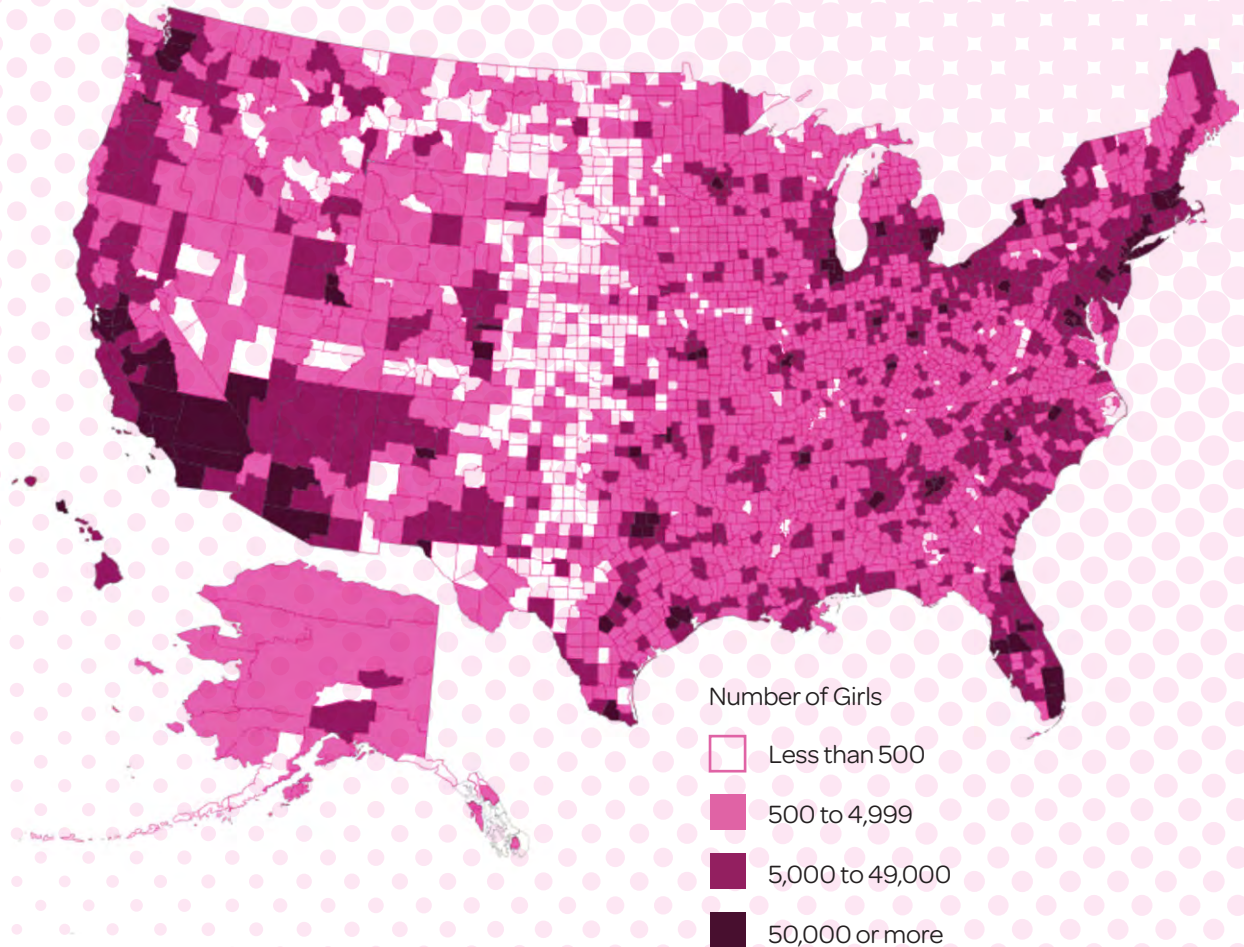 Number of Girls
Less than 500
500 to 4,999
5,000 to 49,000
50,000 or more